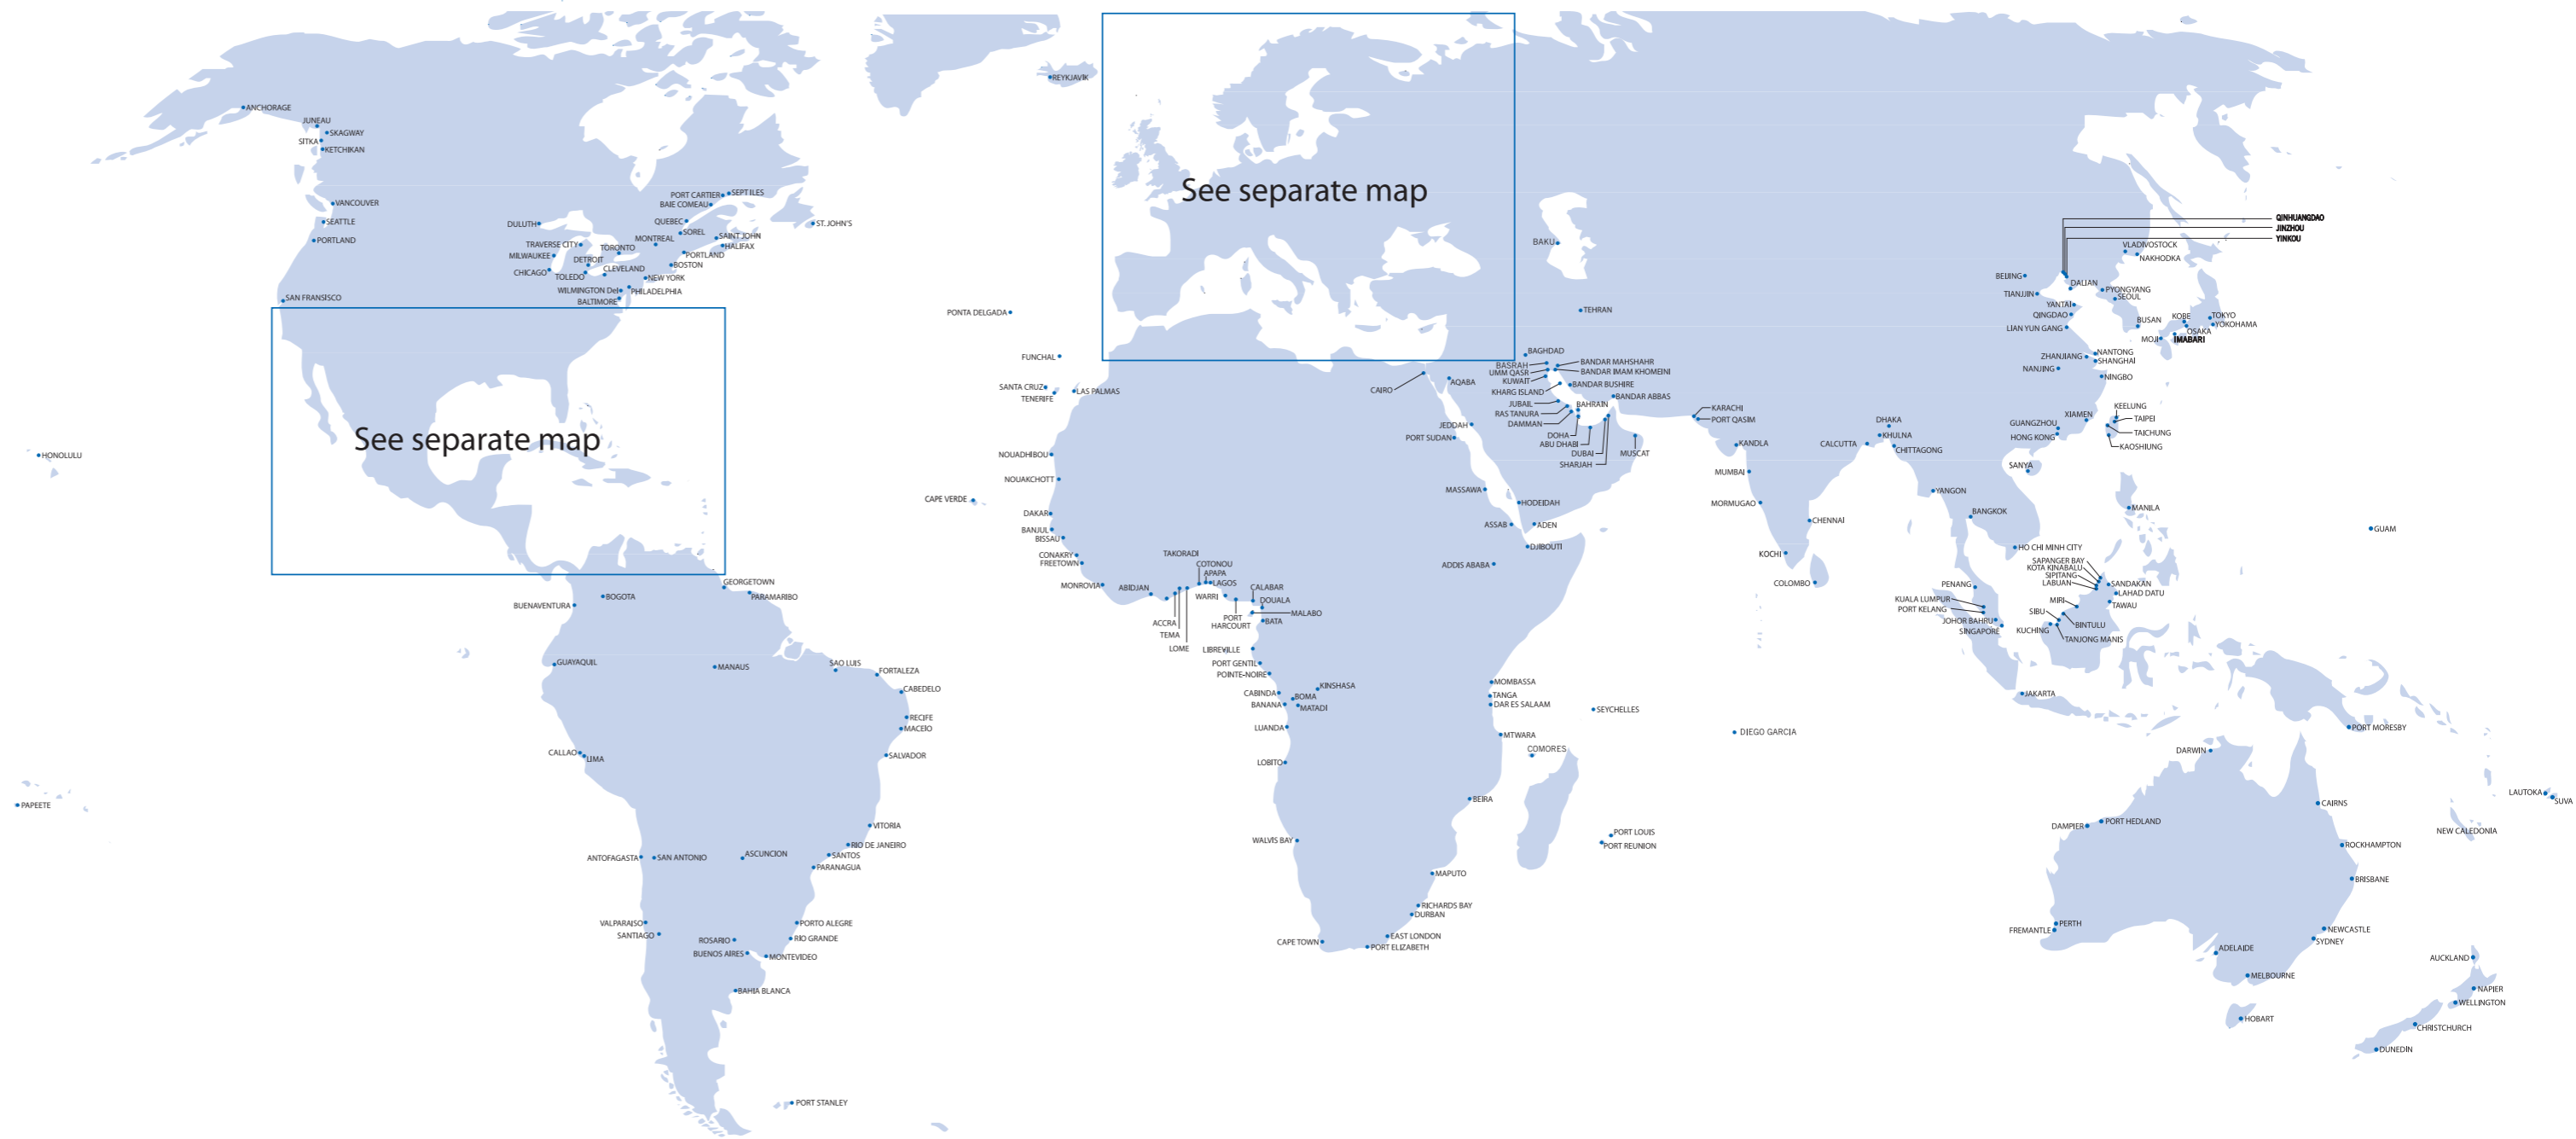 REYKJAVIK
ANCHORAGE
JUNEAU
SKAGWAY
SITKA
KETCHIKAN
VANCOUVER
SEATTLE
PORTLAND
SAN FRANSISCO
DULUTH
TRAVERSE CITY
MILWAUKEE
CHICAGO
DETROIT
TOLEDO
TORONTO
CLEVELAND
WILMINGTON Del
BALTIMORE
PHILADELPHIA
NEW YORK
BOSTON
PORTLAND
HALIFAX
SAINT JOHN
MONTREAL
SOREL
QUEBEC
BAIE COMEAU
PORT CARTIER
SEPT ILES
ST. JOHN'S
See separate map
See separate map
HONOLULU
PAPEETE
PONTA DELGADA
FUNCHAL
SANTA CRUZ
TENERIFE
LAS PALMAS
NOUADHIBOU
NOUAKCHOTT
CAPE VERDE
DAKAR
BANJUL
BISSAU
CONAKRY
FREETOWN
MONROVIA
ABIDJAN
TAKORADI
COTONOU
APAPA
LAGOS
WARRI
CALABAR
DOUALA
MALABO
PORT
HARCOURT
BATA
ACCRA
TEMA
LOME
LIBREVILLE
PORT GENTIL
POINTE-NOIRE
CABINDA
BANANA
BOMA
MATADI
KINSHASA
LUANDA
LOBITO
WALVIS BAY
CAPE TOWN
PORT ELIZABETH
EAST LONDON
DURBAN
RICHARDS BAY
MAPUTO
BEIRA
MTWARA
COMORES
DAR ES SALAAM
TANGA
MOMBASSA
SEYCHELLES
DIEGO GARCIA
PORT LOUIS
PORT REUNION
GEORGETOWN
PARAMARIBO
BOGOTA
BUENAVENTURA
GUAYAQUIL
MANAUS
SAO LUIS
FORTALEZA
CABEDELO
RECIFE
MACEIO
SALVADOR
CALLAO
LIMA
VITORIA
RIO DE JANEIRO
SANTOS
PARANAGUA
ANTOFAGASTA
SAN ANTONIO
ASCUNCION
VALPARAISO
SANTIAGO
PORTO ALEGRE
RIO GRANDE
ROSARIO
BUENOS AIRES
MONTEVIDEO
BAHIA BLANCA
PORT STANLEY
BAKU
TEHRAN
BAGHDAD
BASRAH
UMM QASR
KUWAIT
KHARG ISLAND
JUBAIL
RAS TANURA
DAMMAN
BAHRAIN
DOHA
ABU DHABI
DUBAI
SHARJAH
MUSCAT
BANDAR MAHSHAHR
BANDAR IMAM KHOMEINI
BANDAR BUSHIRE
BANDAR ABBAS
CAIRO
AQABA
JEDDAH
PORT SUDAN
MASSAWA
HODEIDAH
ASSAB
ADEN
DJIBOUTI
ADDIS ABABA
KARACHI
PORT QASIM
KANDLA
MUMBAI
MORMUGAO
KOCHI
CHENNAI
COLOMBO
CALCUTTA
DHAKA
KHULNA
CHITTAGONG
YANGON
BANGKOK
HO CHI MINH CITY
PENANG
KUALA LUMPUR
PORT KELANG
JOHOR BAHRU
SINGAPORE
SAPANGER BAY
KOTA KINABALU
SIPITANG
LABUAN
SANDAKAN
LAHAD DATU
TAWAU
MIRI
SIBU
BINTULU
KUCHING
TANJONG MANIS
JAKARTA
MANILA
GUAM
QINHUANGDAO
JINZHOU
YINKOU
VLADIVOSTOCK
NAKHODKA
BEIJING
TIANJJIN
DALIAN
PYONGYANG
SEOUL
YANTAI
QINGDAO
LIAN YUN GANG
BUSAN
KOBE
TOKYO
YOKOHAMA
OSAKA
MOJI
IMABARI
ZHANJIANG
NANTONG
SHANGHAI
NANJING
NINGBO
XIAMEN
KEELUNG
TAIPEI
TAICHUNG
KAOSHIUNG
GUANGZHOU
HONG KONG
SANYA
PORT MORESBY
DARWIN
CAIRNS
PORT HEDLAND
DAMPIER
ROCKHAMPTON
BRISBANE
PERTH
FREMANTLE
NEWCASTLE
SYDNEY
ADELAIDE
MELBOURNE
HOBART
LAUTOKA
SUVA
NEW CALEDONIA
AUCKLAND
NAPIER
WELLINGTON
CHRISTCHURCH
DUNEDIN